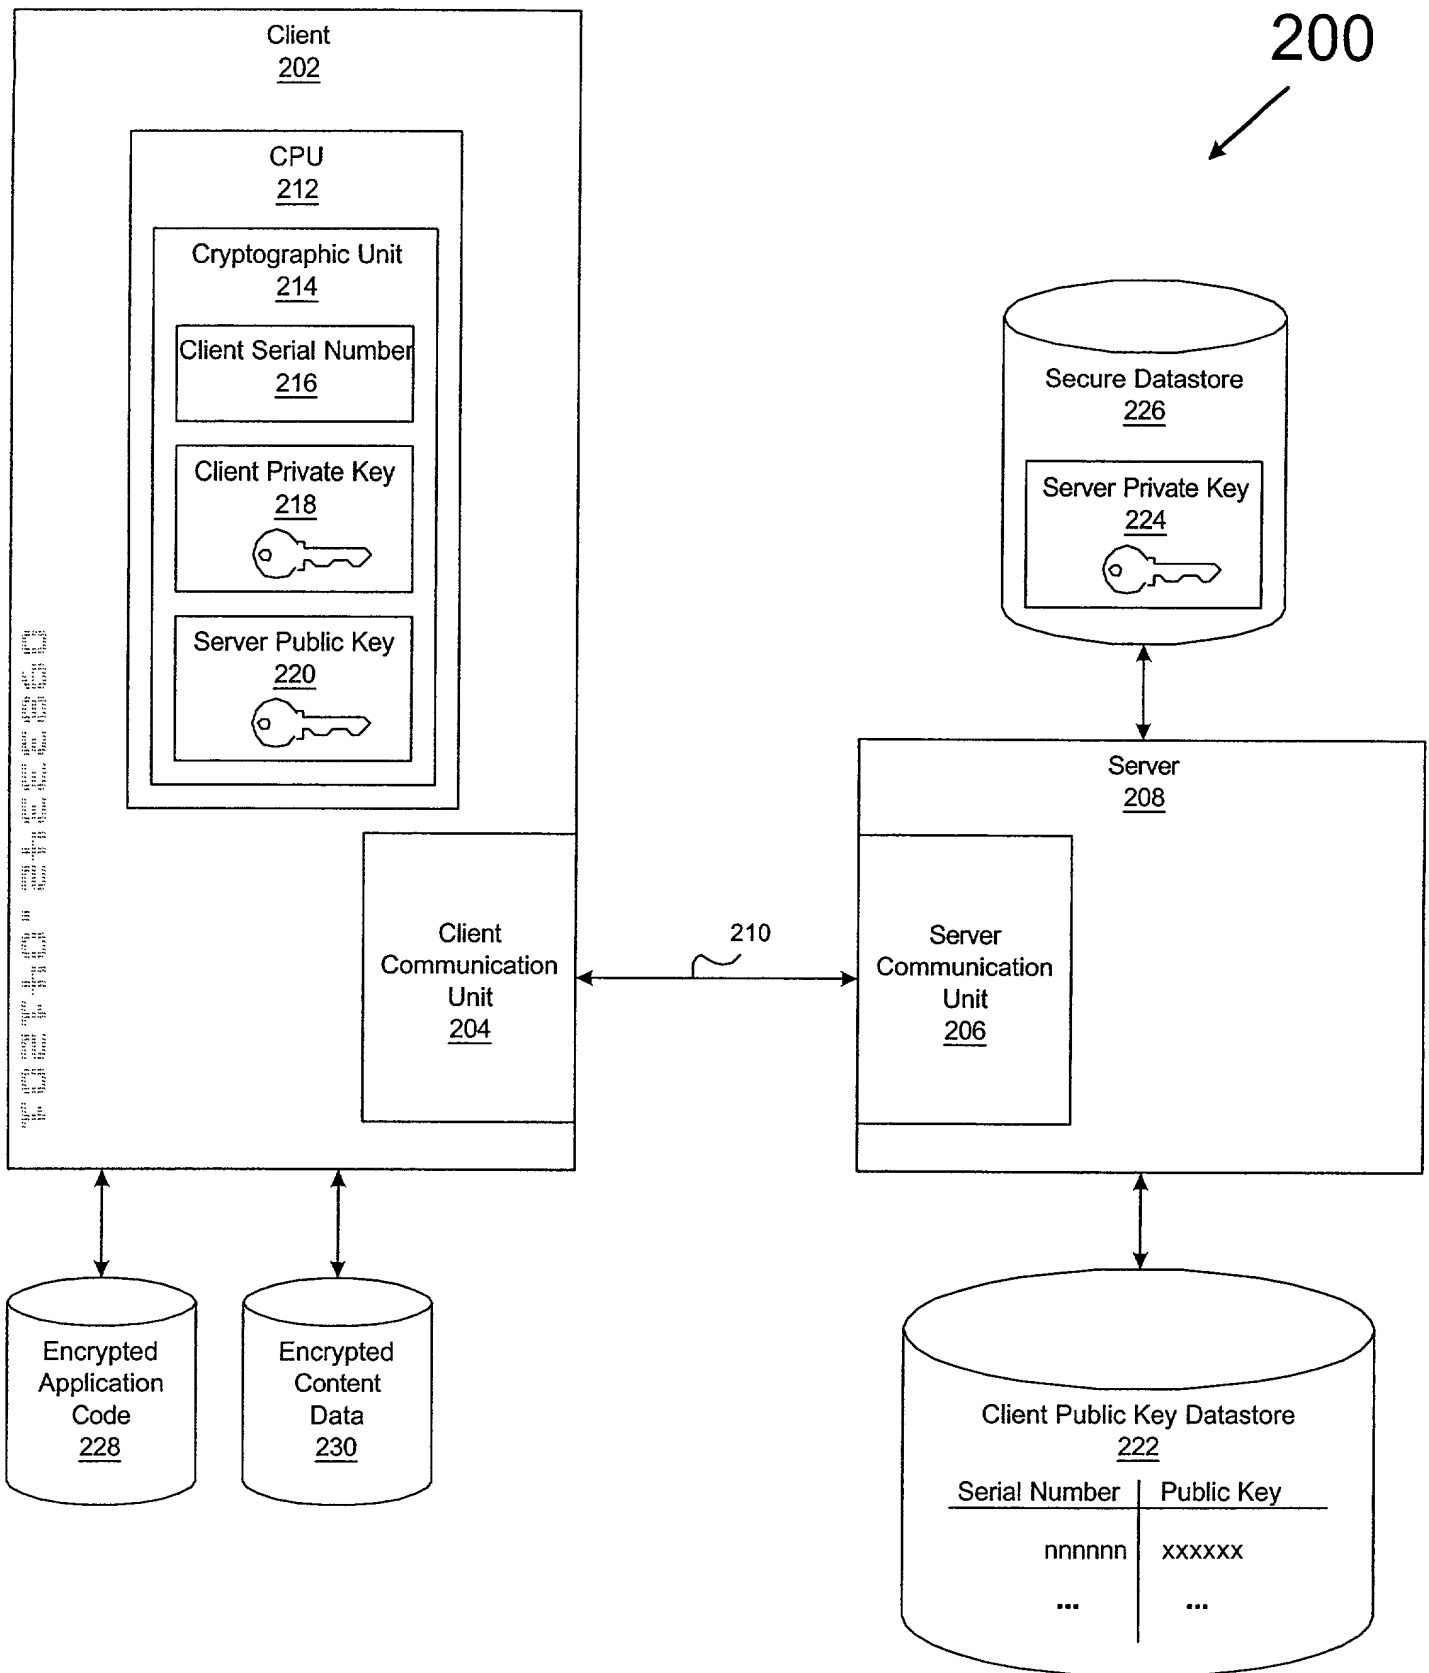 200
Client
202
CPU
212
Cryptographic Unit
214
Client Serial Number
216
Client Private Key
218
Server Public Key
220
Client
Communication
Unit
204
210
Secure Datastore
226
Server Private Key
224
Server
208
Server
Communication
Unit
206
Encrypted
Application
Code
228
Encrypted
Content
Data
230
Client Public Key Datastore
222
Serial Number Public Key
nnnnnn xxxxxx
... ...